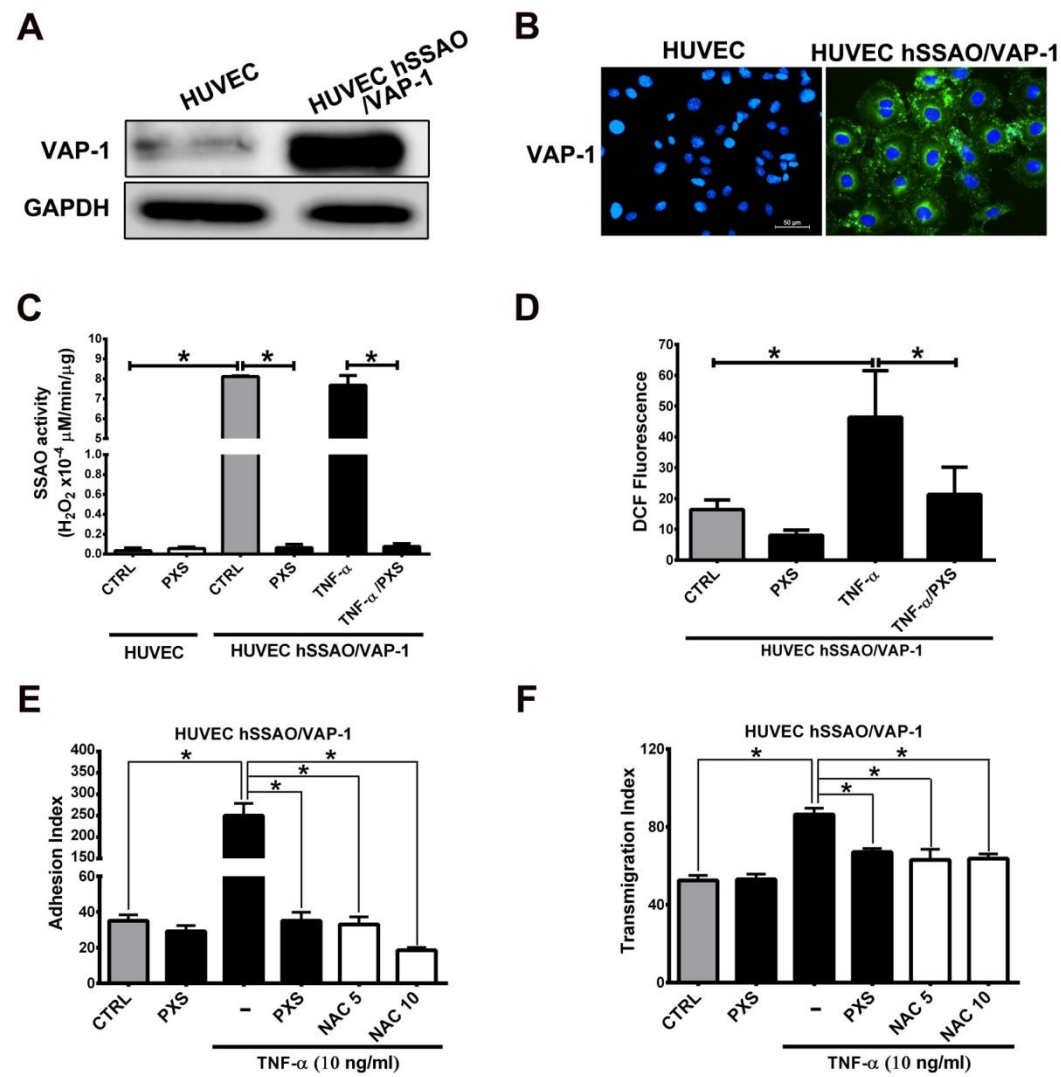 A
HUVEC
HUVEC hSSAO
/VAP-1
VAP-1
GAPDH
B
HUVEC
HUVEC hSSAO/VAP-1
VAP-1
50 μm
C
SSAO activity
(H₂O₂ x10⁻⁴ μM/min/μg)
10
9
8
7
6
5
1.0
0.8
0.6
0.4
0.2
0.0
*
*
*
CTRL
PXS
CTRL
PXS
TNF-α
TNF-α/PXS
HUVEC
HUVEC hSSAO/VAP-1
D
DCF Fluorescence
80
70
60
50
40
30
20
10
0
*
*
CTRL
PXS
TNF-α
TNF-α/PXS
HUVEC hSSAO/VAP-1
E
HUVEC hSSAO/VAP-1
Adhesion Index
400
350
300
250
200
150
60
40
20
0
*
*
*
*
CTRL
PXS
–
PXS
NAC 5
NAC 10
TNF-α (10 ng/ml)
F
HUVEC hSSAO/VAP-1
Transmigration Index
120
80
40
0
*
*
*
*
CTRL
PXS
–
PXS
NAC 5
NAC 10
TNF-α (10 ng/ml)